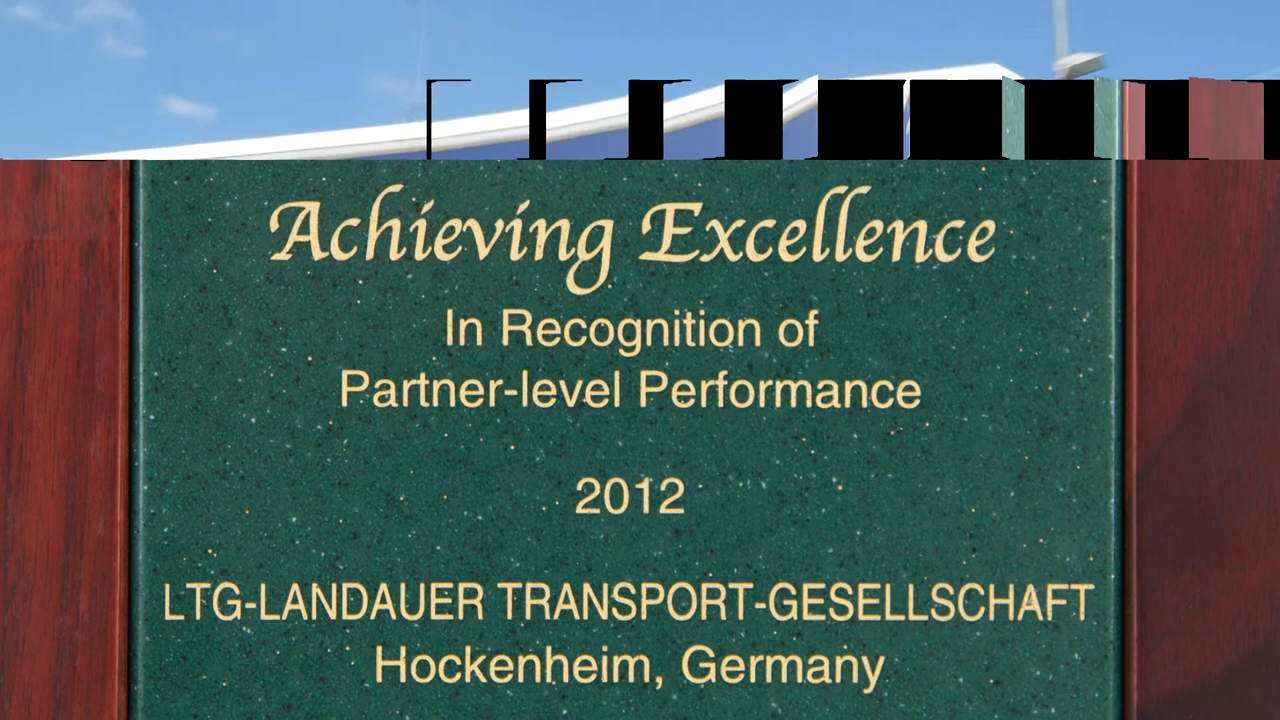 Achieving Excellence
In Recognition of
Partner-level Performance
2012
LTG-LANDAUER TRANSPORT-GESELLSCHAFT
Hockenheim, Germany